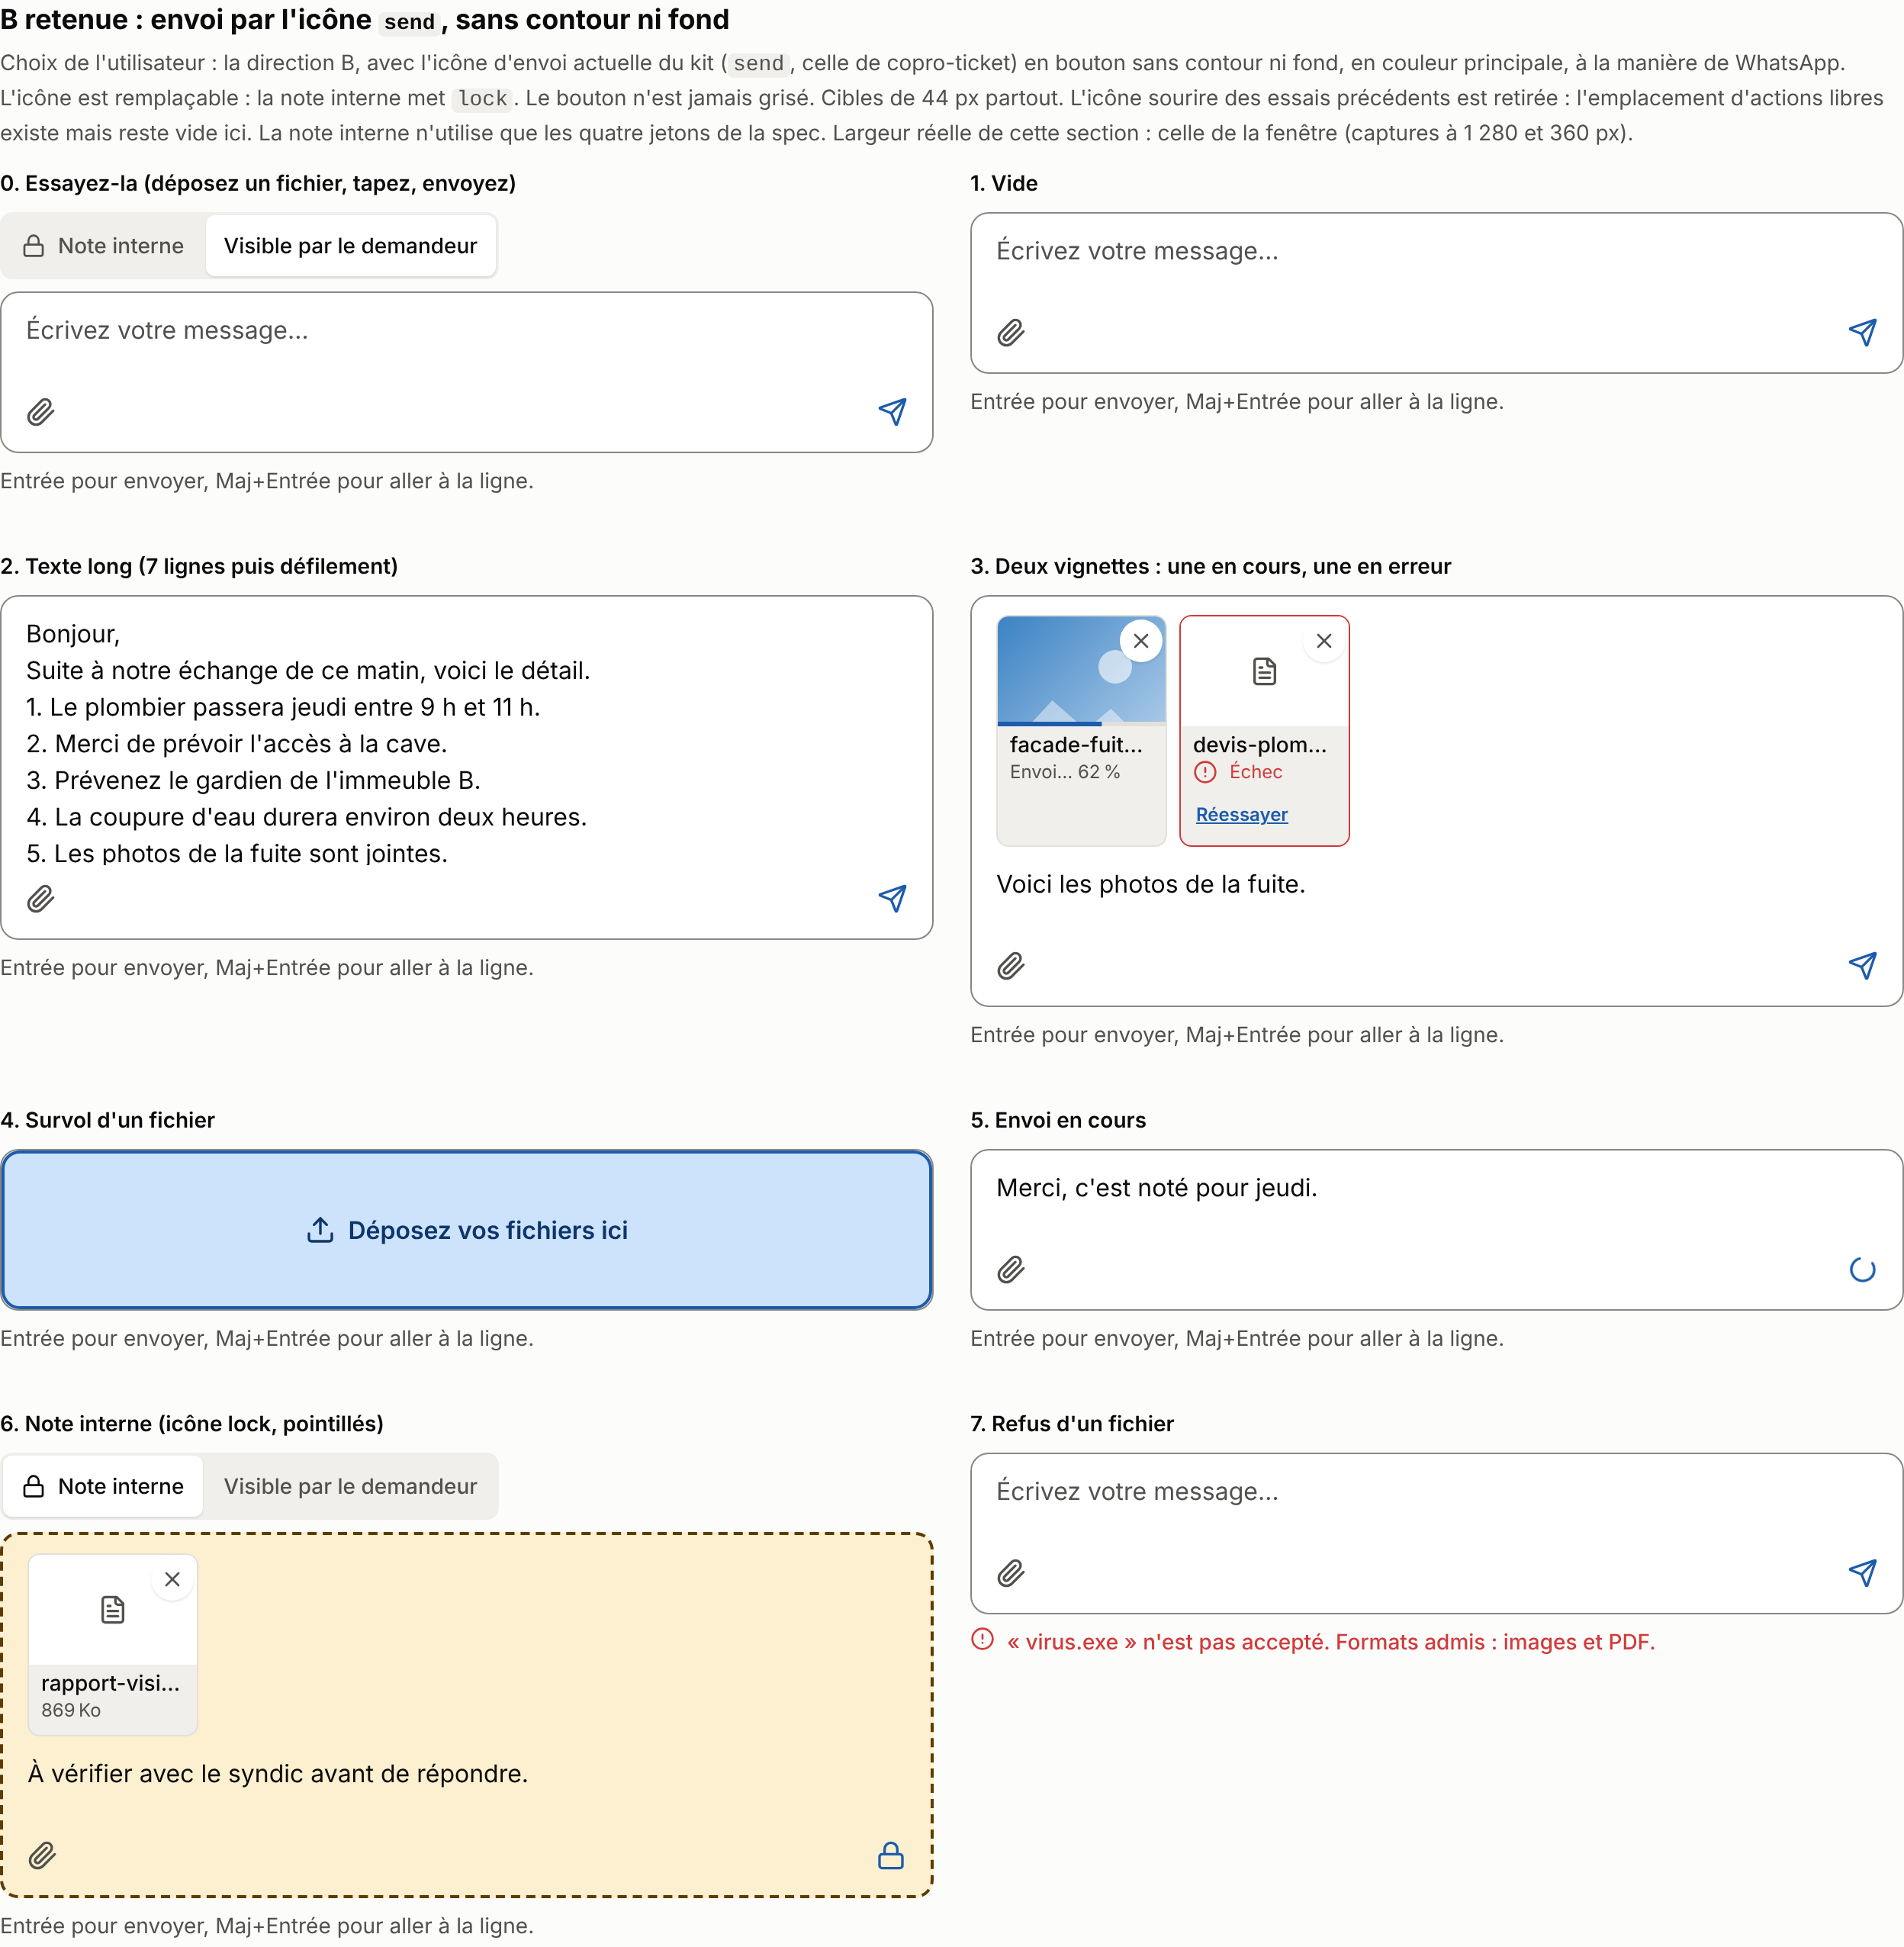 B retenue : envoi par l'icône send, sans contour ni fond
Choix de l'utilisateur : la direction B, avec l'icône d'envoi actuelle du kit (send, celle de copro-ticket) en bouton sans contour ni fond, en couleur principale, à la manière de WhatsApp.
L'icône est remplaçable : la note interne met lock. Le bouton n'est jamais grisé. Cibles de 44 px partout. L'icône sourire des essais précédents est retirée : l'emplacement d'actions libres
existe mais reste vide ici. La note interne n'utilise que les quatre jetons de la spec. Largeur réelle de cette section : celle de la fenêtre (captures à 1 280 et 360 px).
0. Essayez-la (déposez un fichier, tapez, envoyez)
Note interne
Visible par le demandeur
Écrivez votre message...
Entrée pour envoyer, Maj+Entrée pour aller à la ligne.
1. Vide
Écrivez votre message...
Entrée pour envoyer, Maj+Entrée pour aller à la ligne.
2. Texte long (7 lignes puis défilement)
Bonjour,
Suite à notre échange de ce matin, voici le détail.
1. Le plombier passera jeudi entre 9 h et 11 h.
2. Merci de prévoir l'accès à la cave.
3. Prévenez le gardien de l'immeuble B.
4. La coupure d'eau durera environ deux heures.
5. Les photos de la fuite sont jointes.
Entrée pour envoyer, Maj+Entrée pour aller à la ligne.
3. Deux vignettes : une en cours, une en erreur
facade-fuit...
Envoi... 62 %
devis-plom...
Échec
Réessayer
Voici les photos de la fuite.
Entrée pour envoyer, Maj+Entrée pour aller à la ligne.
4. Survol d'un fichier
Déposez vos fichiers ici
Entrée pour envoyer, Maj+Entrée pour aller à la ligne.
5. Envoi en cours
Merci, c'est noté pour jeudi.
Entrée pour envoyer, Maj+Entrée pour aller à la ligne.
6. Note interne (icône lock, pointillés)
Note interne
Visible par le demandeur
rapport-visi...
869 Ko
À vérifier avec le syndic avant de répondre.
Entrée pour envoyer, Maj+Entrée pour aller à la ligne.
7. Refus d'un fichier
Écrivez votre message...
« virus.exe » n'est pas accepté. Formats admis : images et PDF.